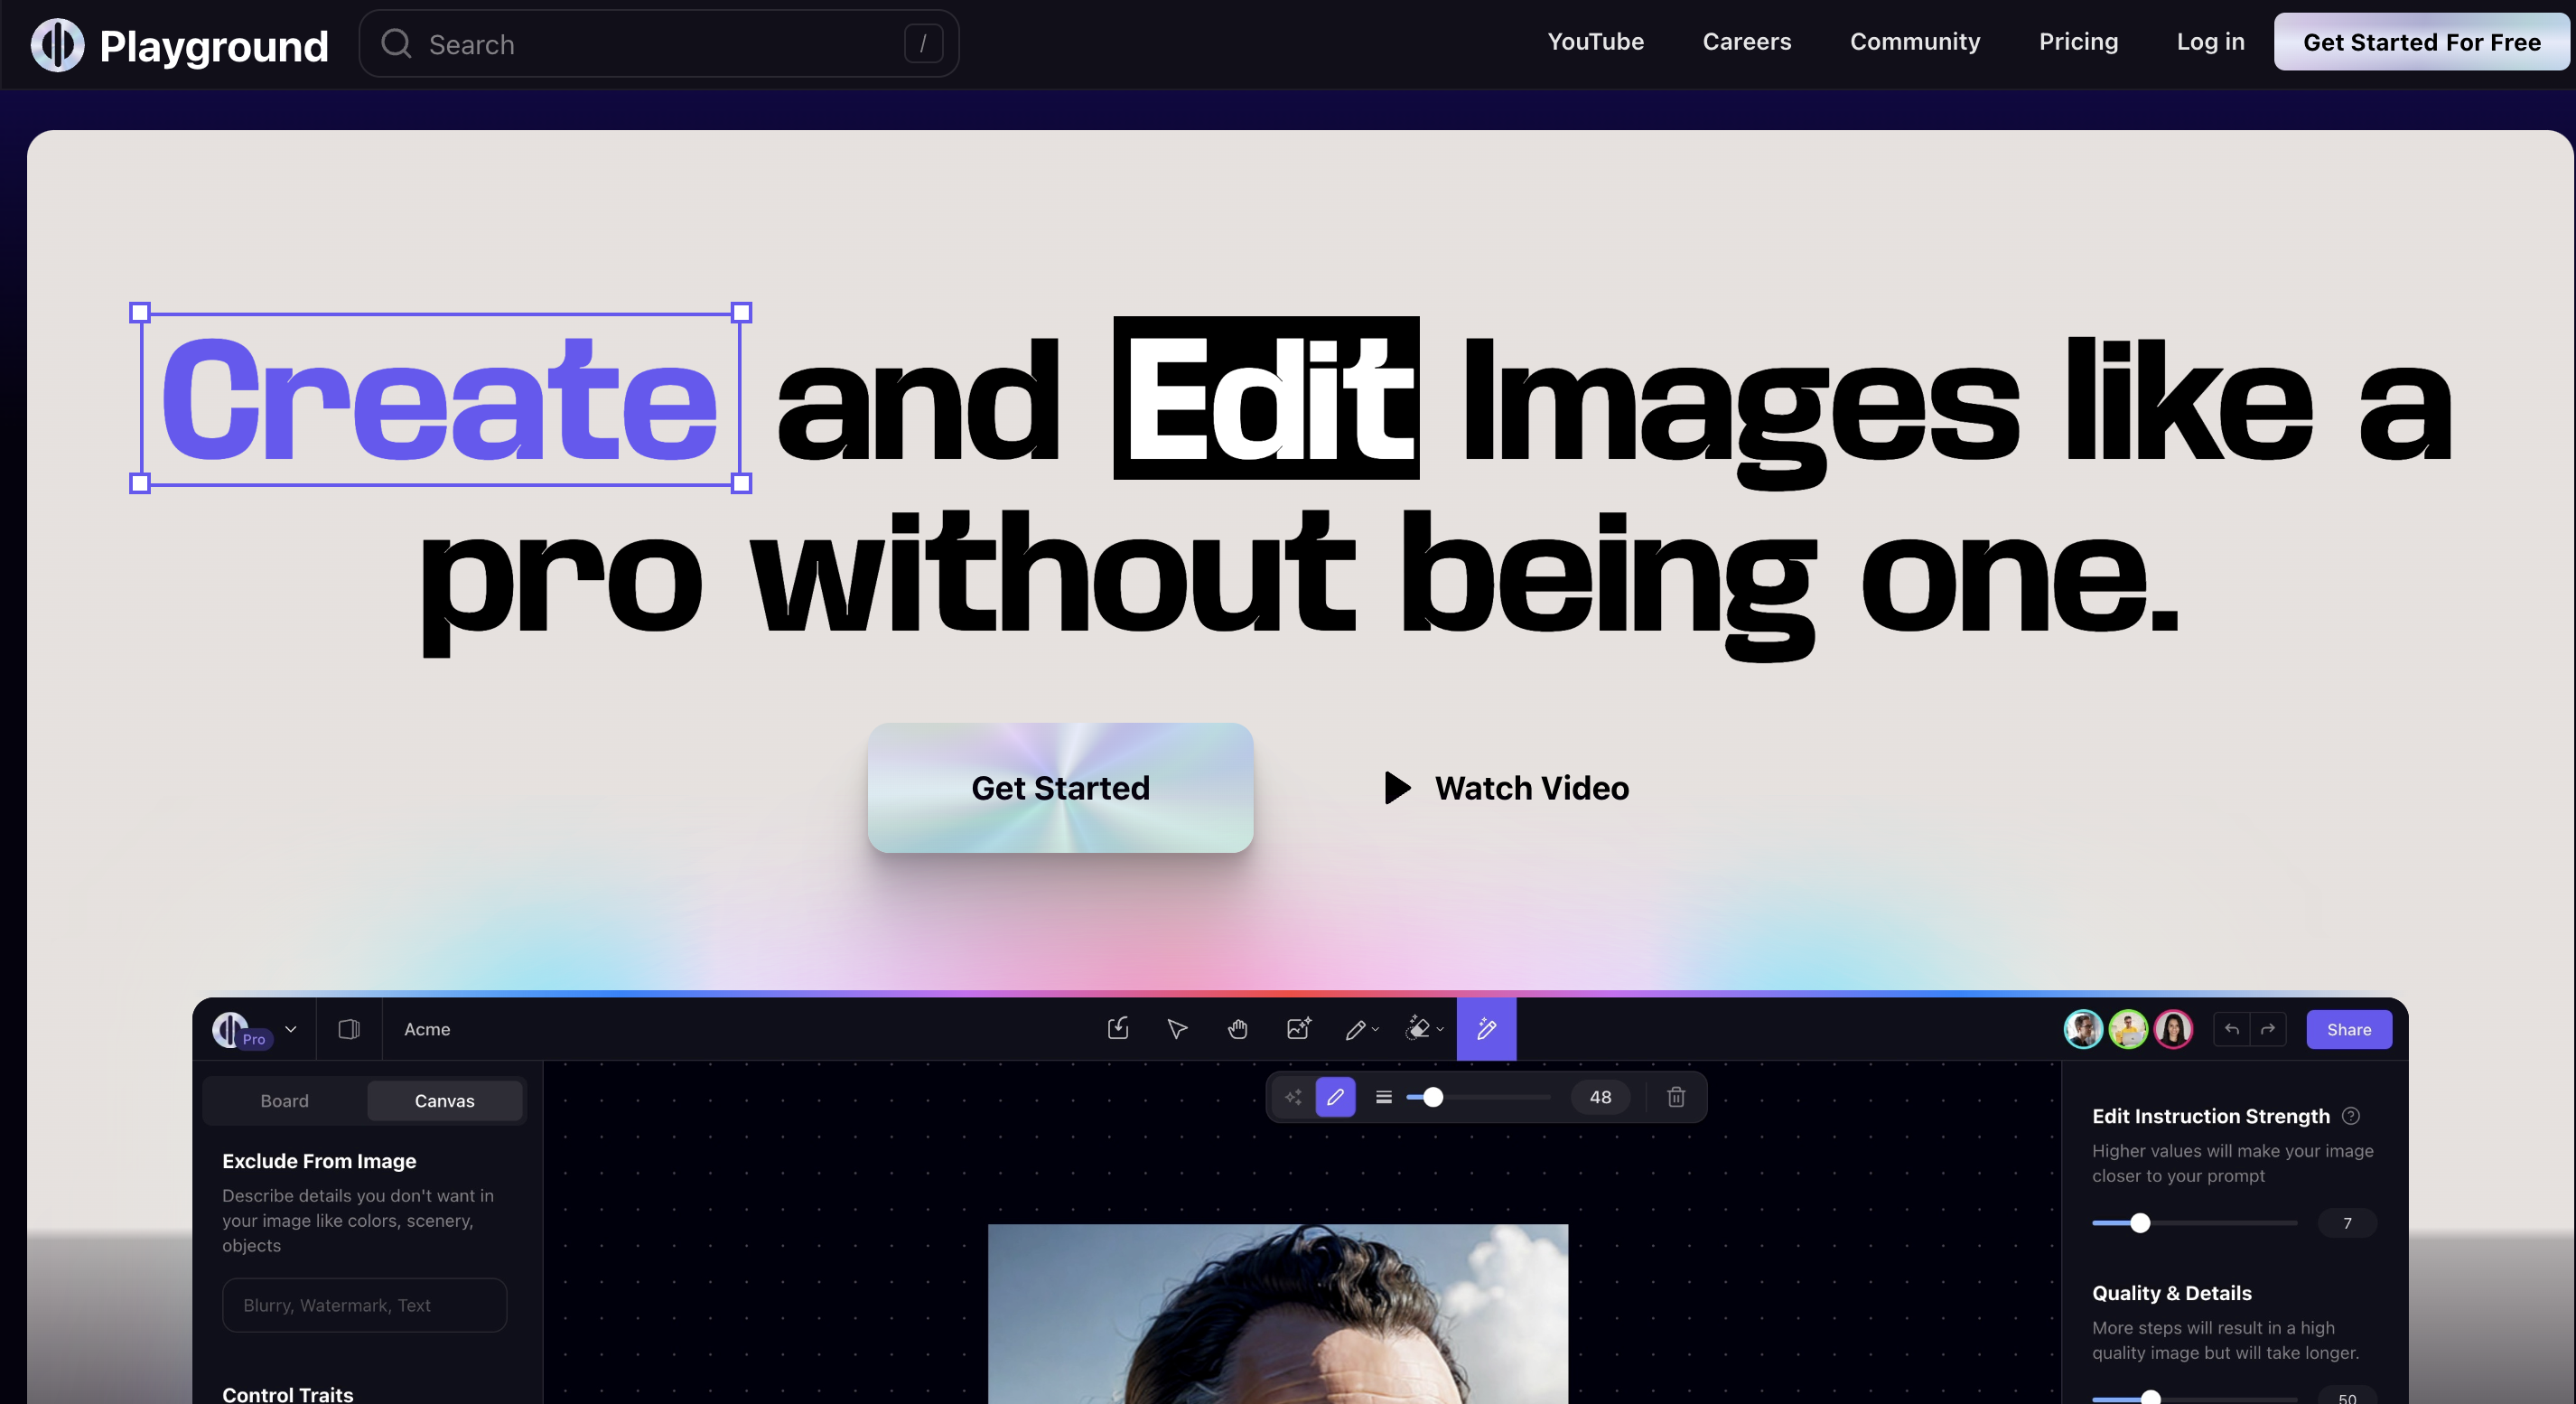 Playground
Search
/
YouTube
Careers
Community
Pricing
Log in
Get Started For Free
Create and Edit Images like a
pro without being one.
Get Started
Watch Video
Pro
Acme
Share
Board
Canvas
48
Exclude From Image
Describe details you don't want in
your image like colors, scenery,
objects
Blurry, Watermark, Text
Control Traits
Edit Instruction Strength
?
Higher values will make your image
closer to your prompt
7
Quality & Details
More steps will result in a high
quality image but will take longer.
50